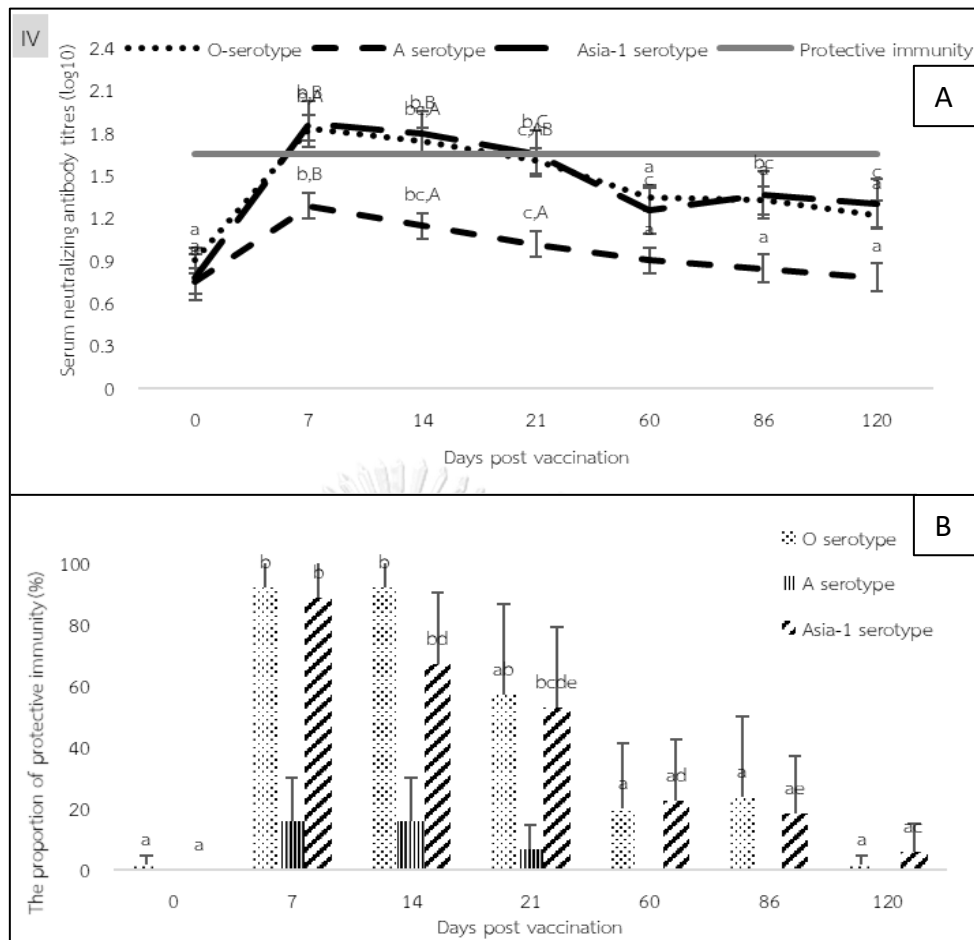 IV
2.4
O-serotype A serotype Asia-1 serotype Protective immunity
A
2.1
1.8
1.5
1.2
0.9
0.6
0.3
0
Serum neutralizing antibody titres (log10)
a
a
b,B
b,A
b,B
b,B
bc,A
bc,A
b,C
c,AB
c,A
a
c
a
bc
a
a
c
a
a
0 7 14 21 60 86 120
Days post vaccination
B
O serotype
A serotype
Asia-1 serotype
The proportion of protective immunity (%)
100
80
60
40
20
0
a a b b b bd ab bcde a ad a ae a ac
0 7 14 21 60 86 120
Days post vaccination